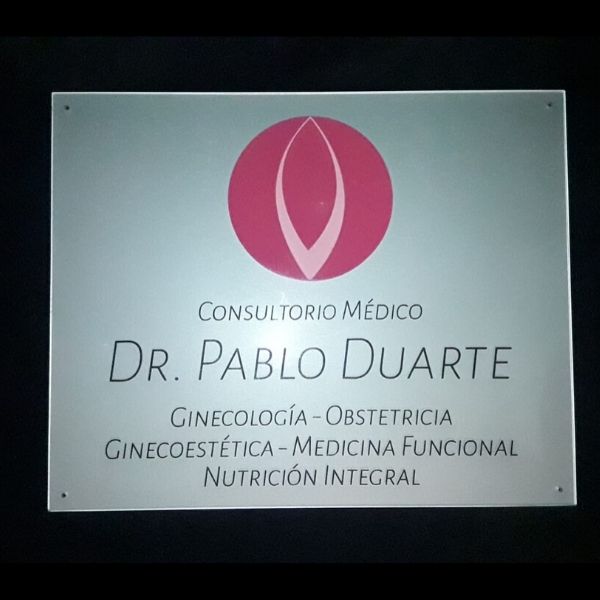 Consultorio Médico
Dr. Pablo Duarte
Ginecología - Obstetricia
Ginecoestética - Medicina Funcional
Nutrición Integral